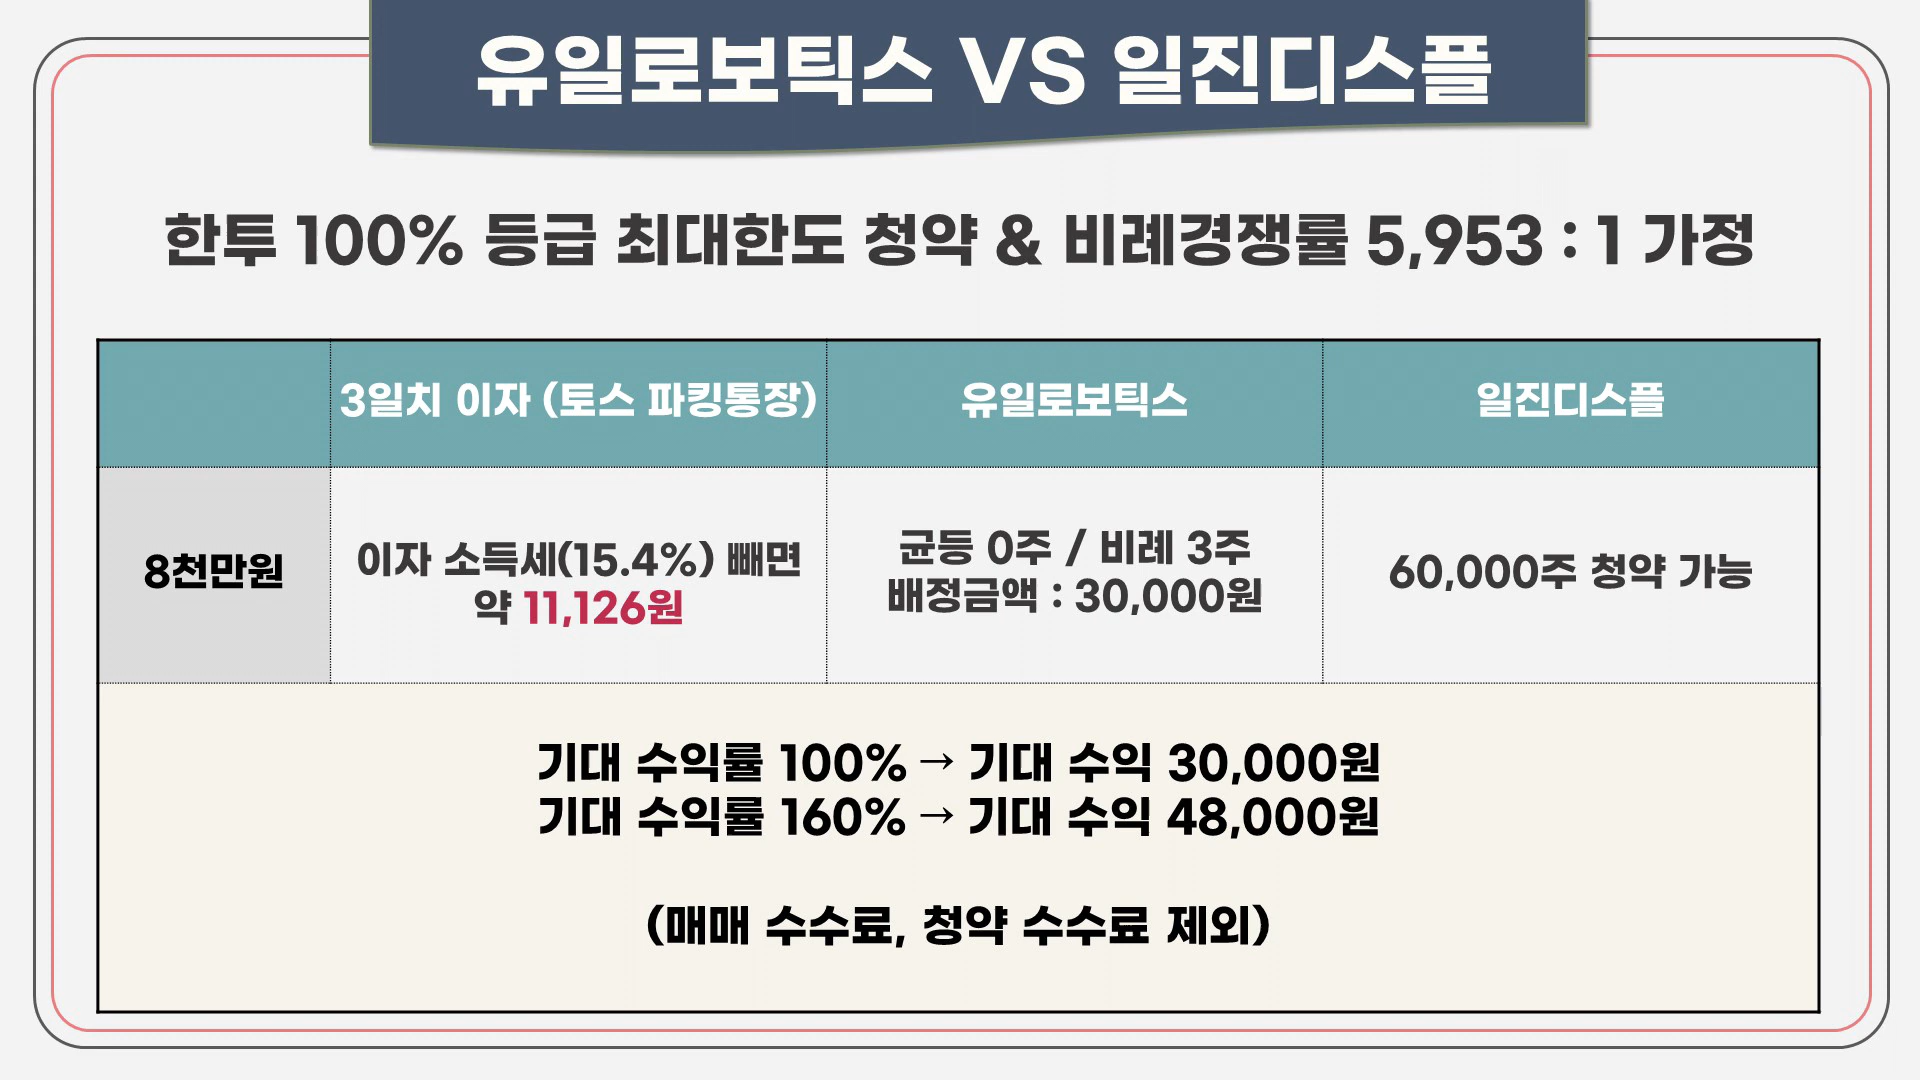 유일로보틱스 VS 일진디스플
한투 100% 등급 최대한도 청약 & 비례경쟁률 5,953 : 1 가정
3일치 이자 (토스 파킹통장)
유일로보틱스
일진디스플
8천만원
이자 소득세(15.4%) 빼면
약 11,126원
균등 0주 / 비례 3주
배정금액 : 30,000원
60,000주 청약 가능
기대 수익률 100% → 기대 수익 30,000원
기대 수익률 160% → 기대 수익 48,000원
(매매 수수료, 청약 수수료 제외)